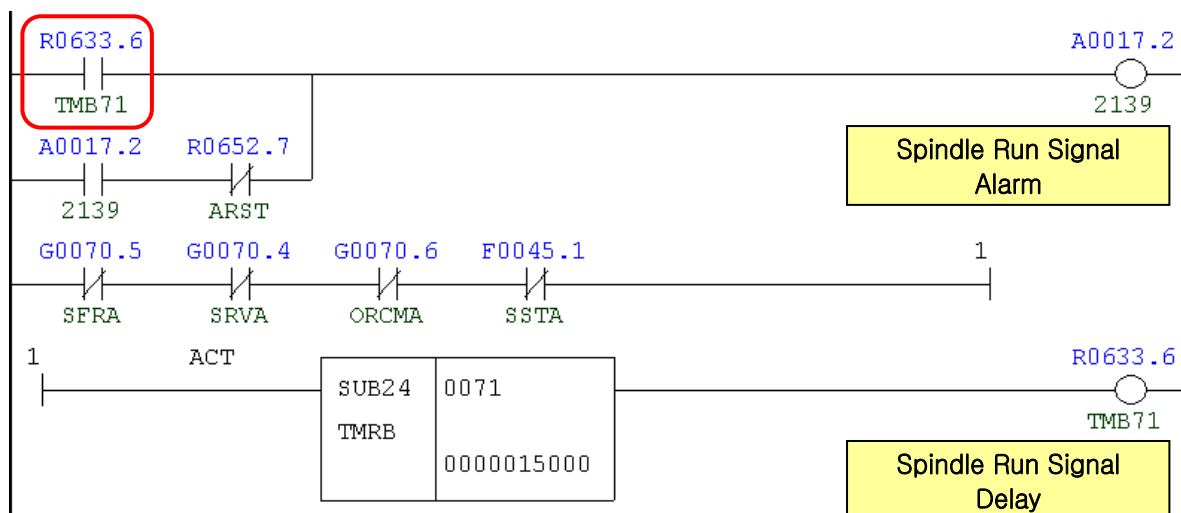 R0633.6 A0017.2
TMB71 2139
A0017.2 R0652.7 Spindle Run Signal
Alarm
2139 ARST
G0070.5 G0070.4 G0070.6 F0045.1 1
SFRA SRVA ORCMA SSTA
1 ACT R0633.6
SUB24 0071
TMRB TMB71
0000015000 Spindle Run Signal
Delay